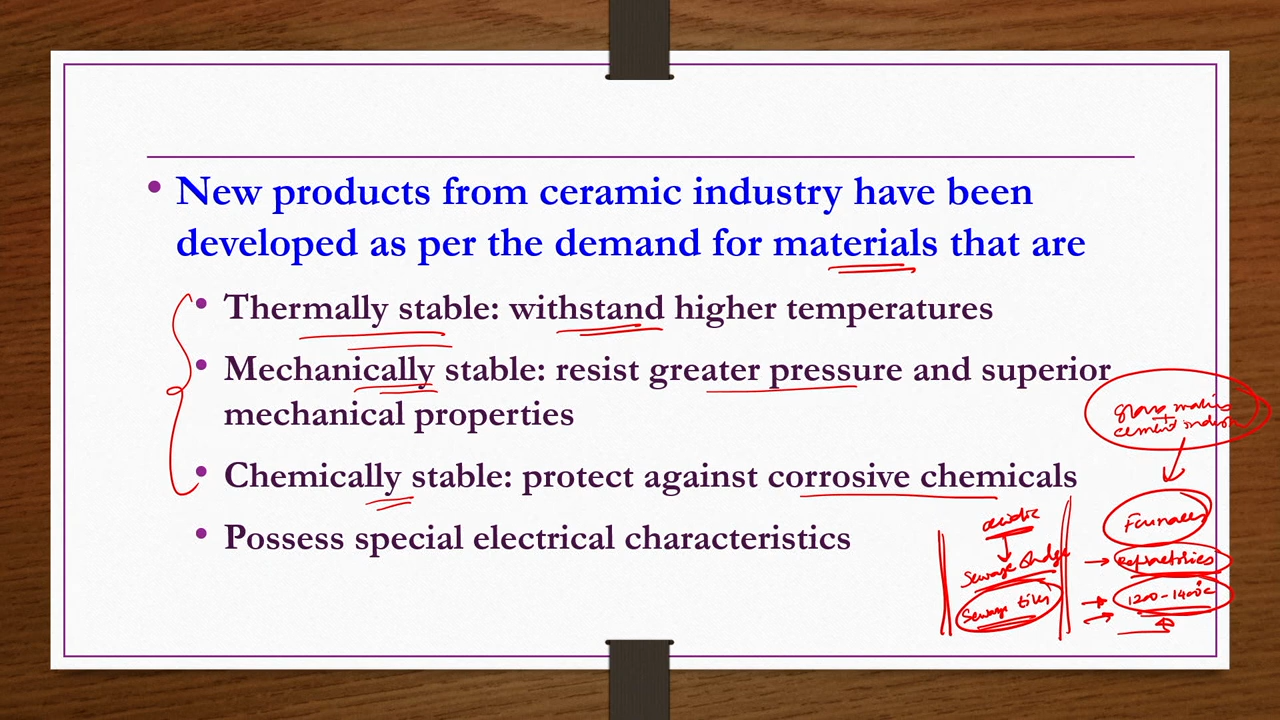 • New products from ceramic industry have been
developed as per the demand for materials that are
• Thermally stable: withstand higher temperatures
• Mechanically stable: resist greater pressure and superior
mechanical properties
• Chemically stable: protect against corrosive chemicals
• Possess special electrical characteristics
cement
Furnaces
Refractories
1200-1400°C
acidic
Sewage sludge
Sewage tiles